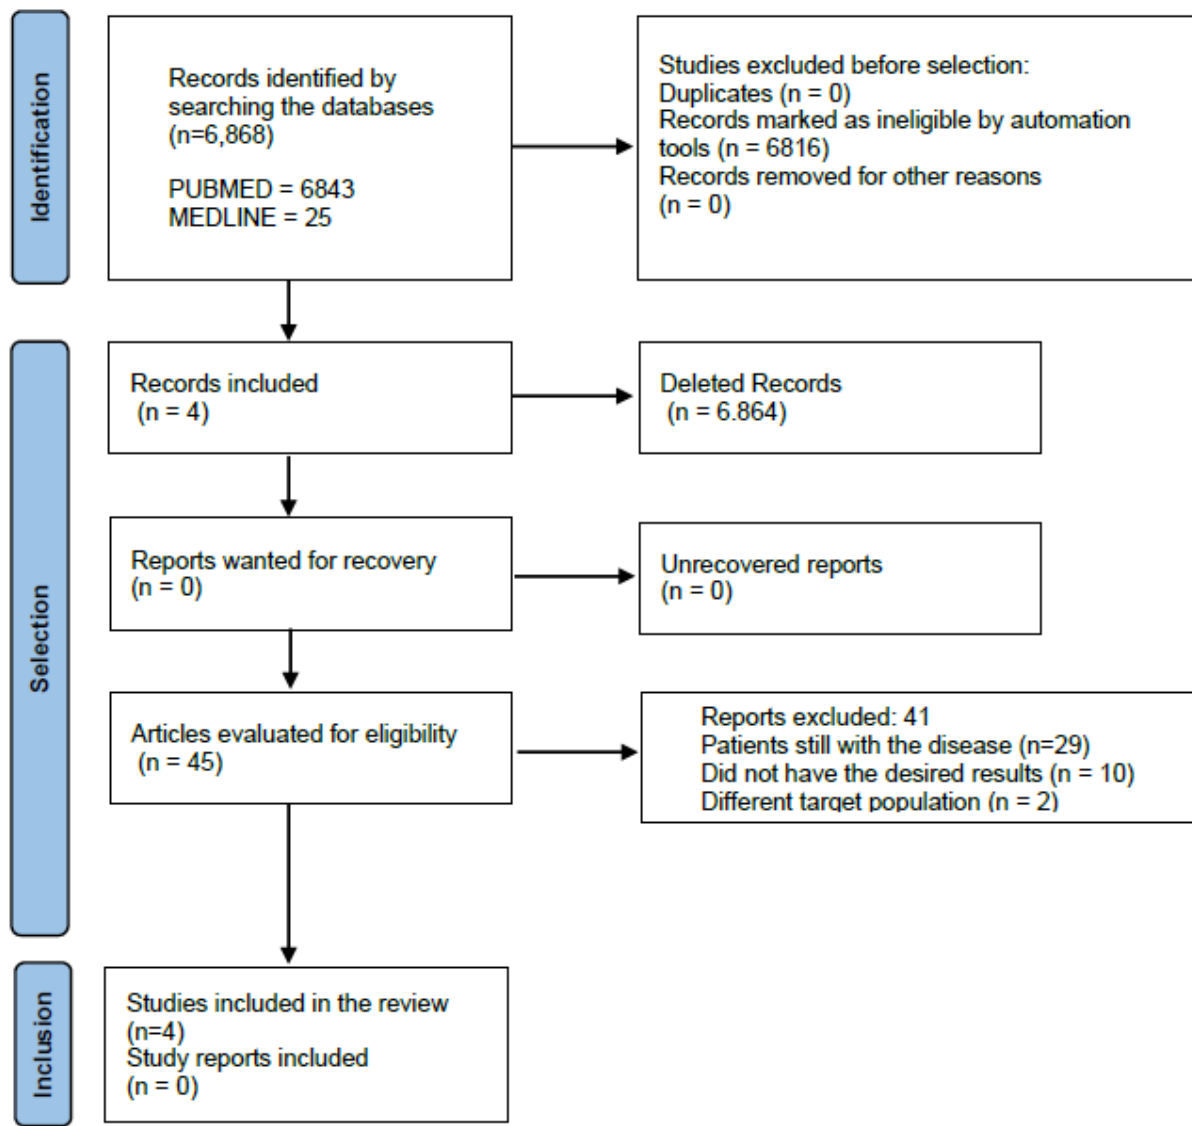 Identification
Records identified by
searching the databases
(n=6,868)
PUBMED = 6843
MEDLINE = 25
Studies excluded before selection:
Duplicates (n = 0)
Records marked as ineligible by automation
tools (n = 6816)
Records removed for other reasons
(n = 0)
Selection
Records included
(n = 4)
Deleted Records
(n = 6.864)
Reports wanted for recovery
(n = 0)
Unrecovered reports
(n = 0)
Articles evaluated for eligibility
(n = 45)
Reports excluded: 41
Patients still with the disease (n=29)
Did not have the desired results (n = 10)
Different target population (n = 2)
Inclusion
Studies included in the review
(n=4)
Study reports included
(n = 0)